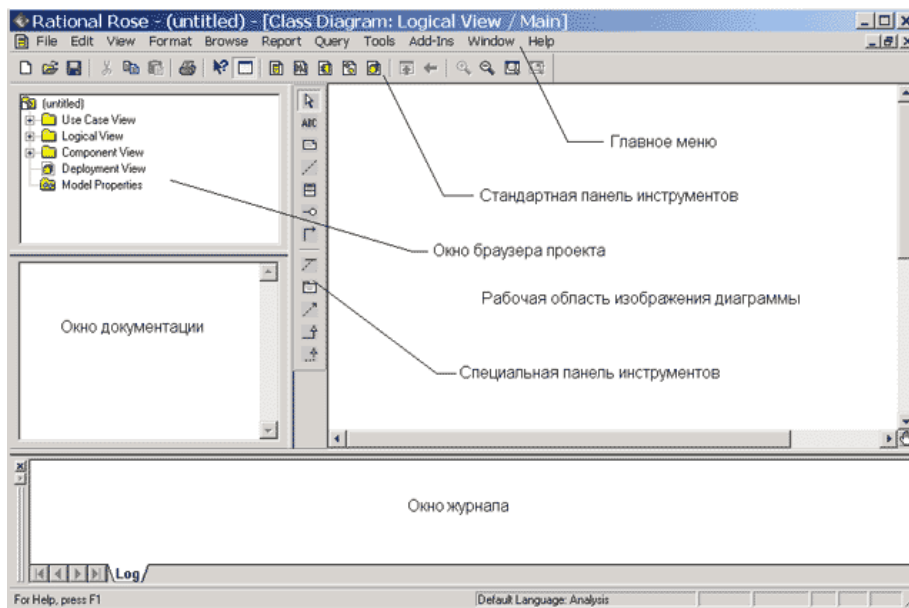 Rational Rose - (untitled) - [Class Diagram: Logical View / Main]
File Edit View Format Browse Report Query Tools Add-Ins Window Help
(untitled)
Use Case View
Logical View
Component View
Deployment View
Model Properties
ABC
Главное меню
Стандартная панель инструментов
Окно браузера проекта
Рабочая область изображения диаграммы
Окно документации
Специальная панель инструментов
Окно журнала
Log
For Help, press F1
Default Language: Analysis